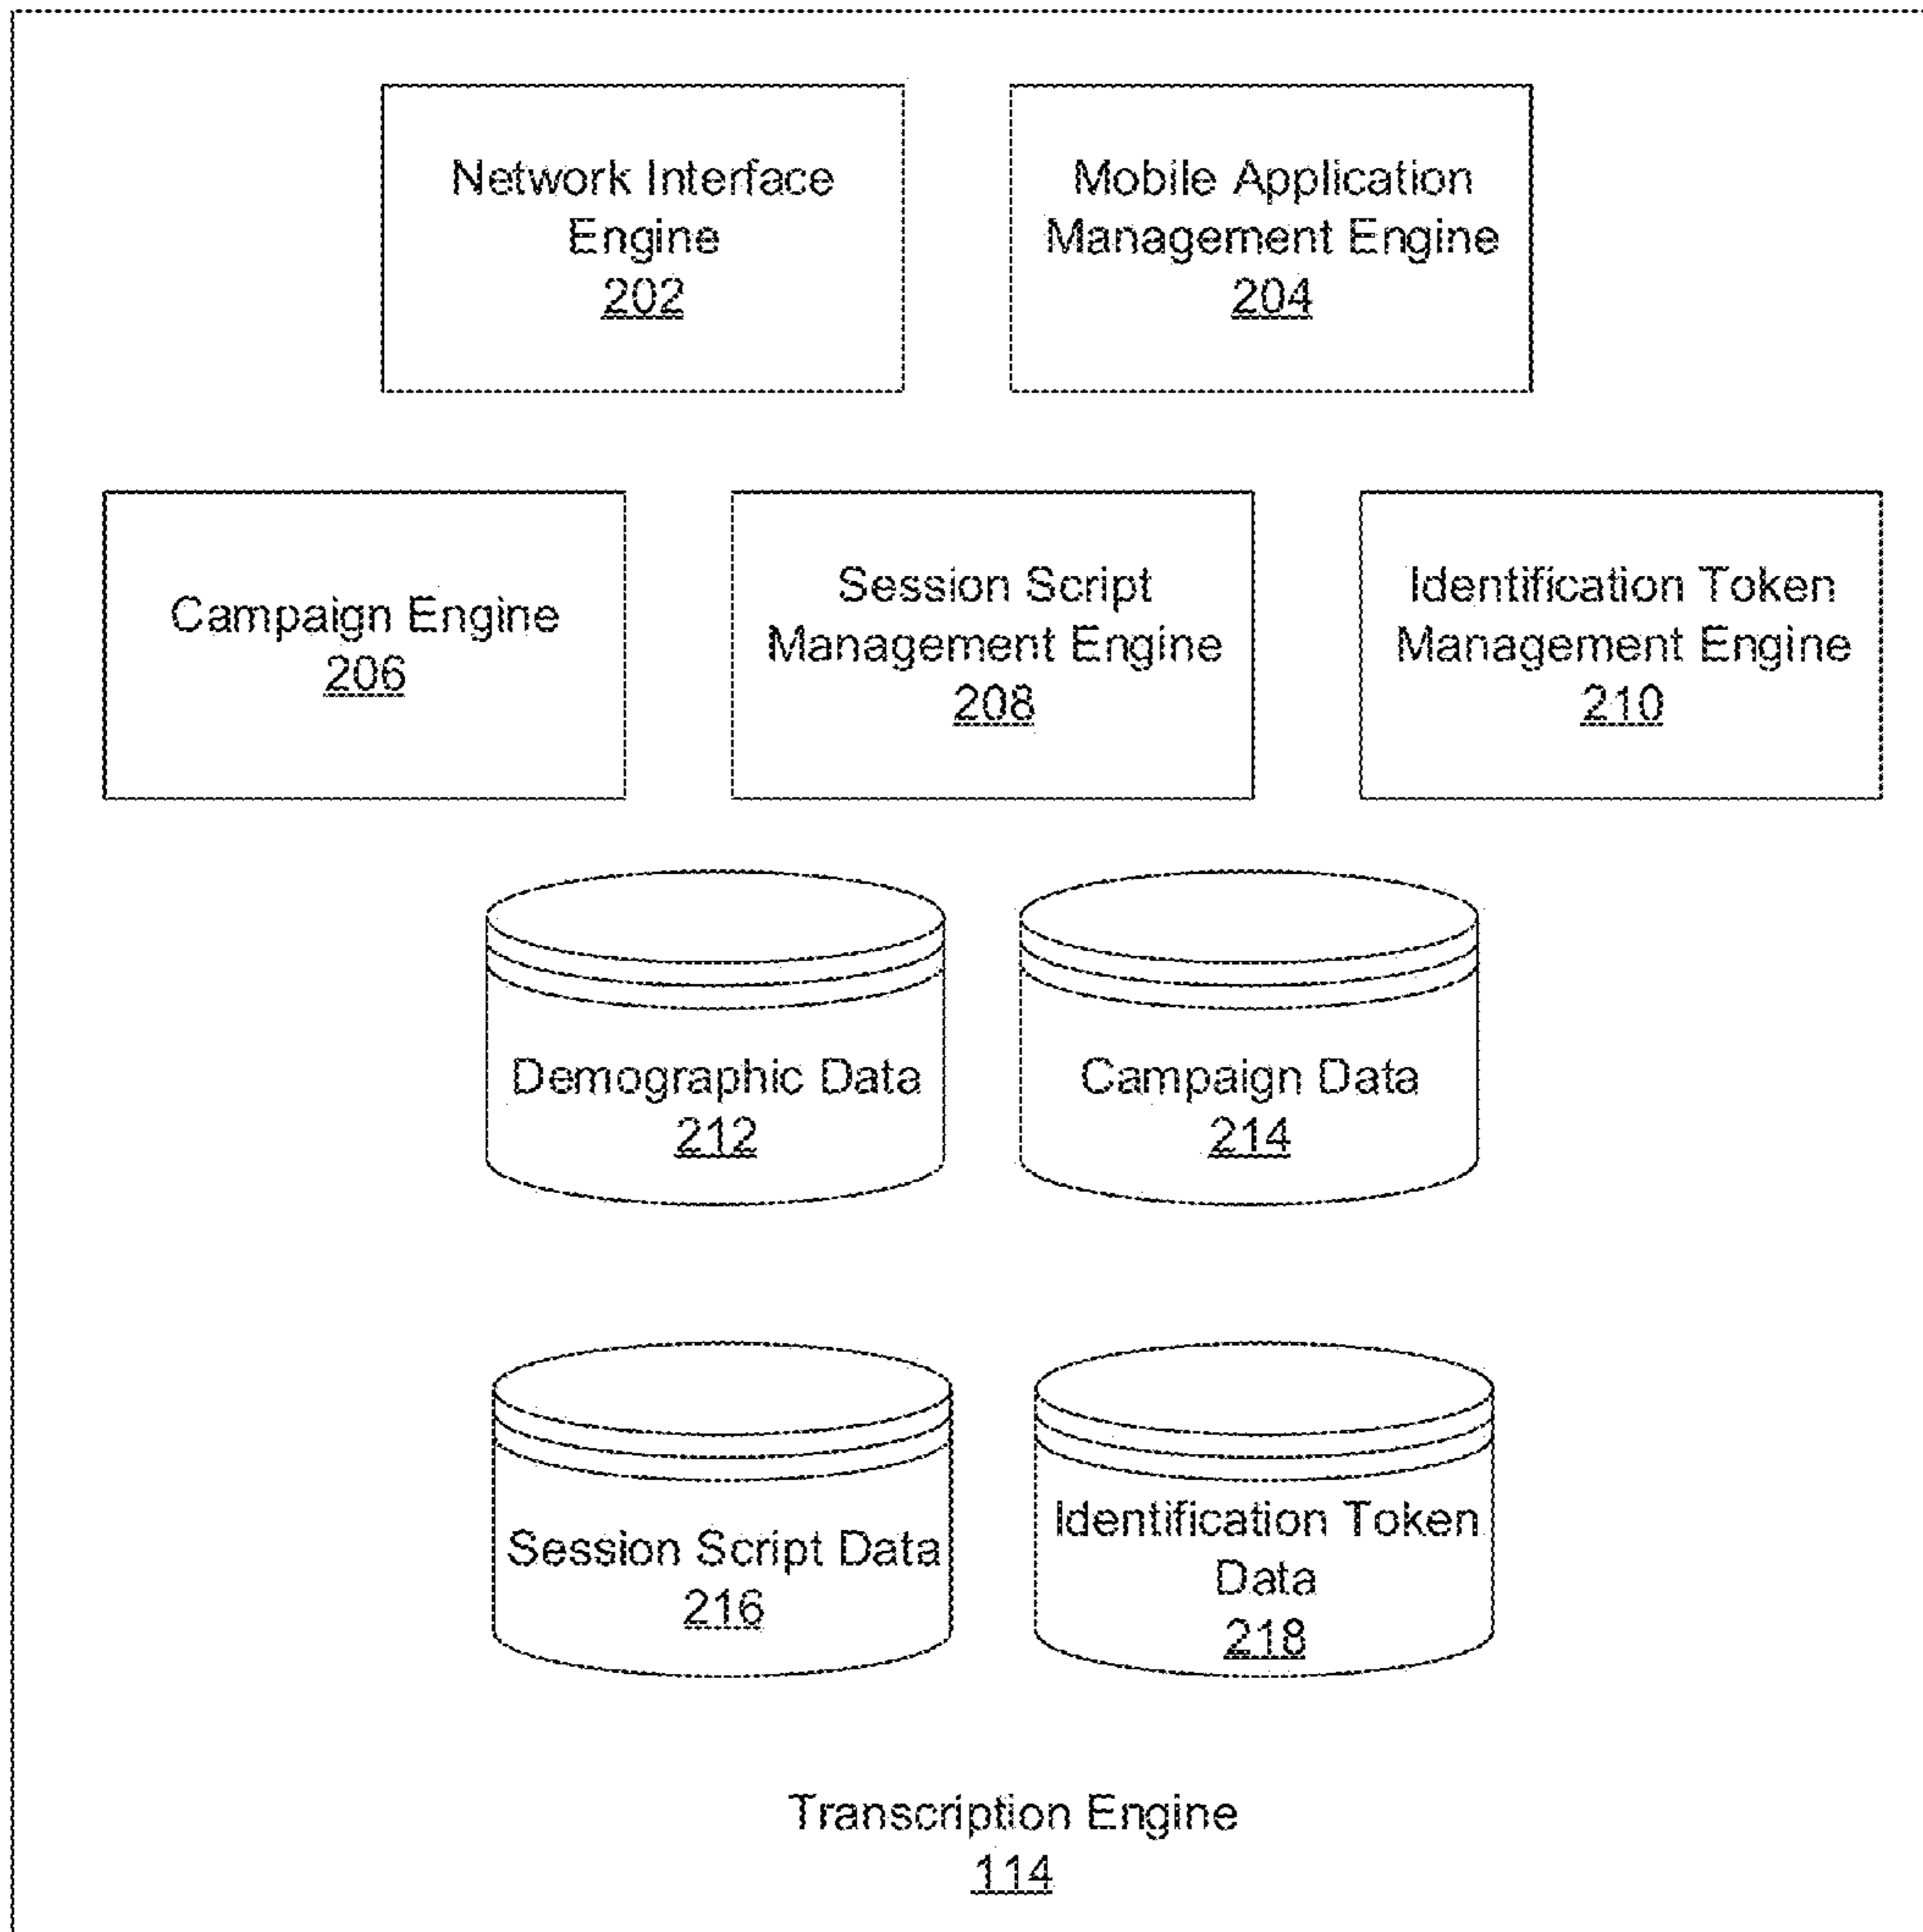 Network Interface
Engine
202
Mobile Application
Management Engine
204
Campaign Engine
206
Session Script
Management Engine
208
Identification Token
Management Engine
210
Demographic Data
212
Campaign Data
214
Session Script Data
216
Identification Token
Data
218
Transcription Engine
114